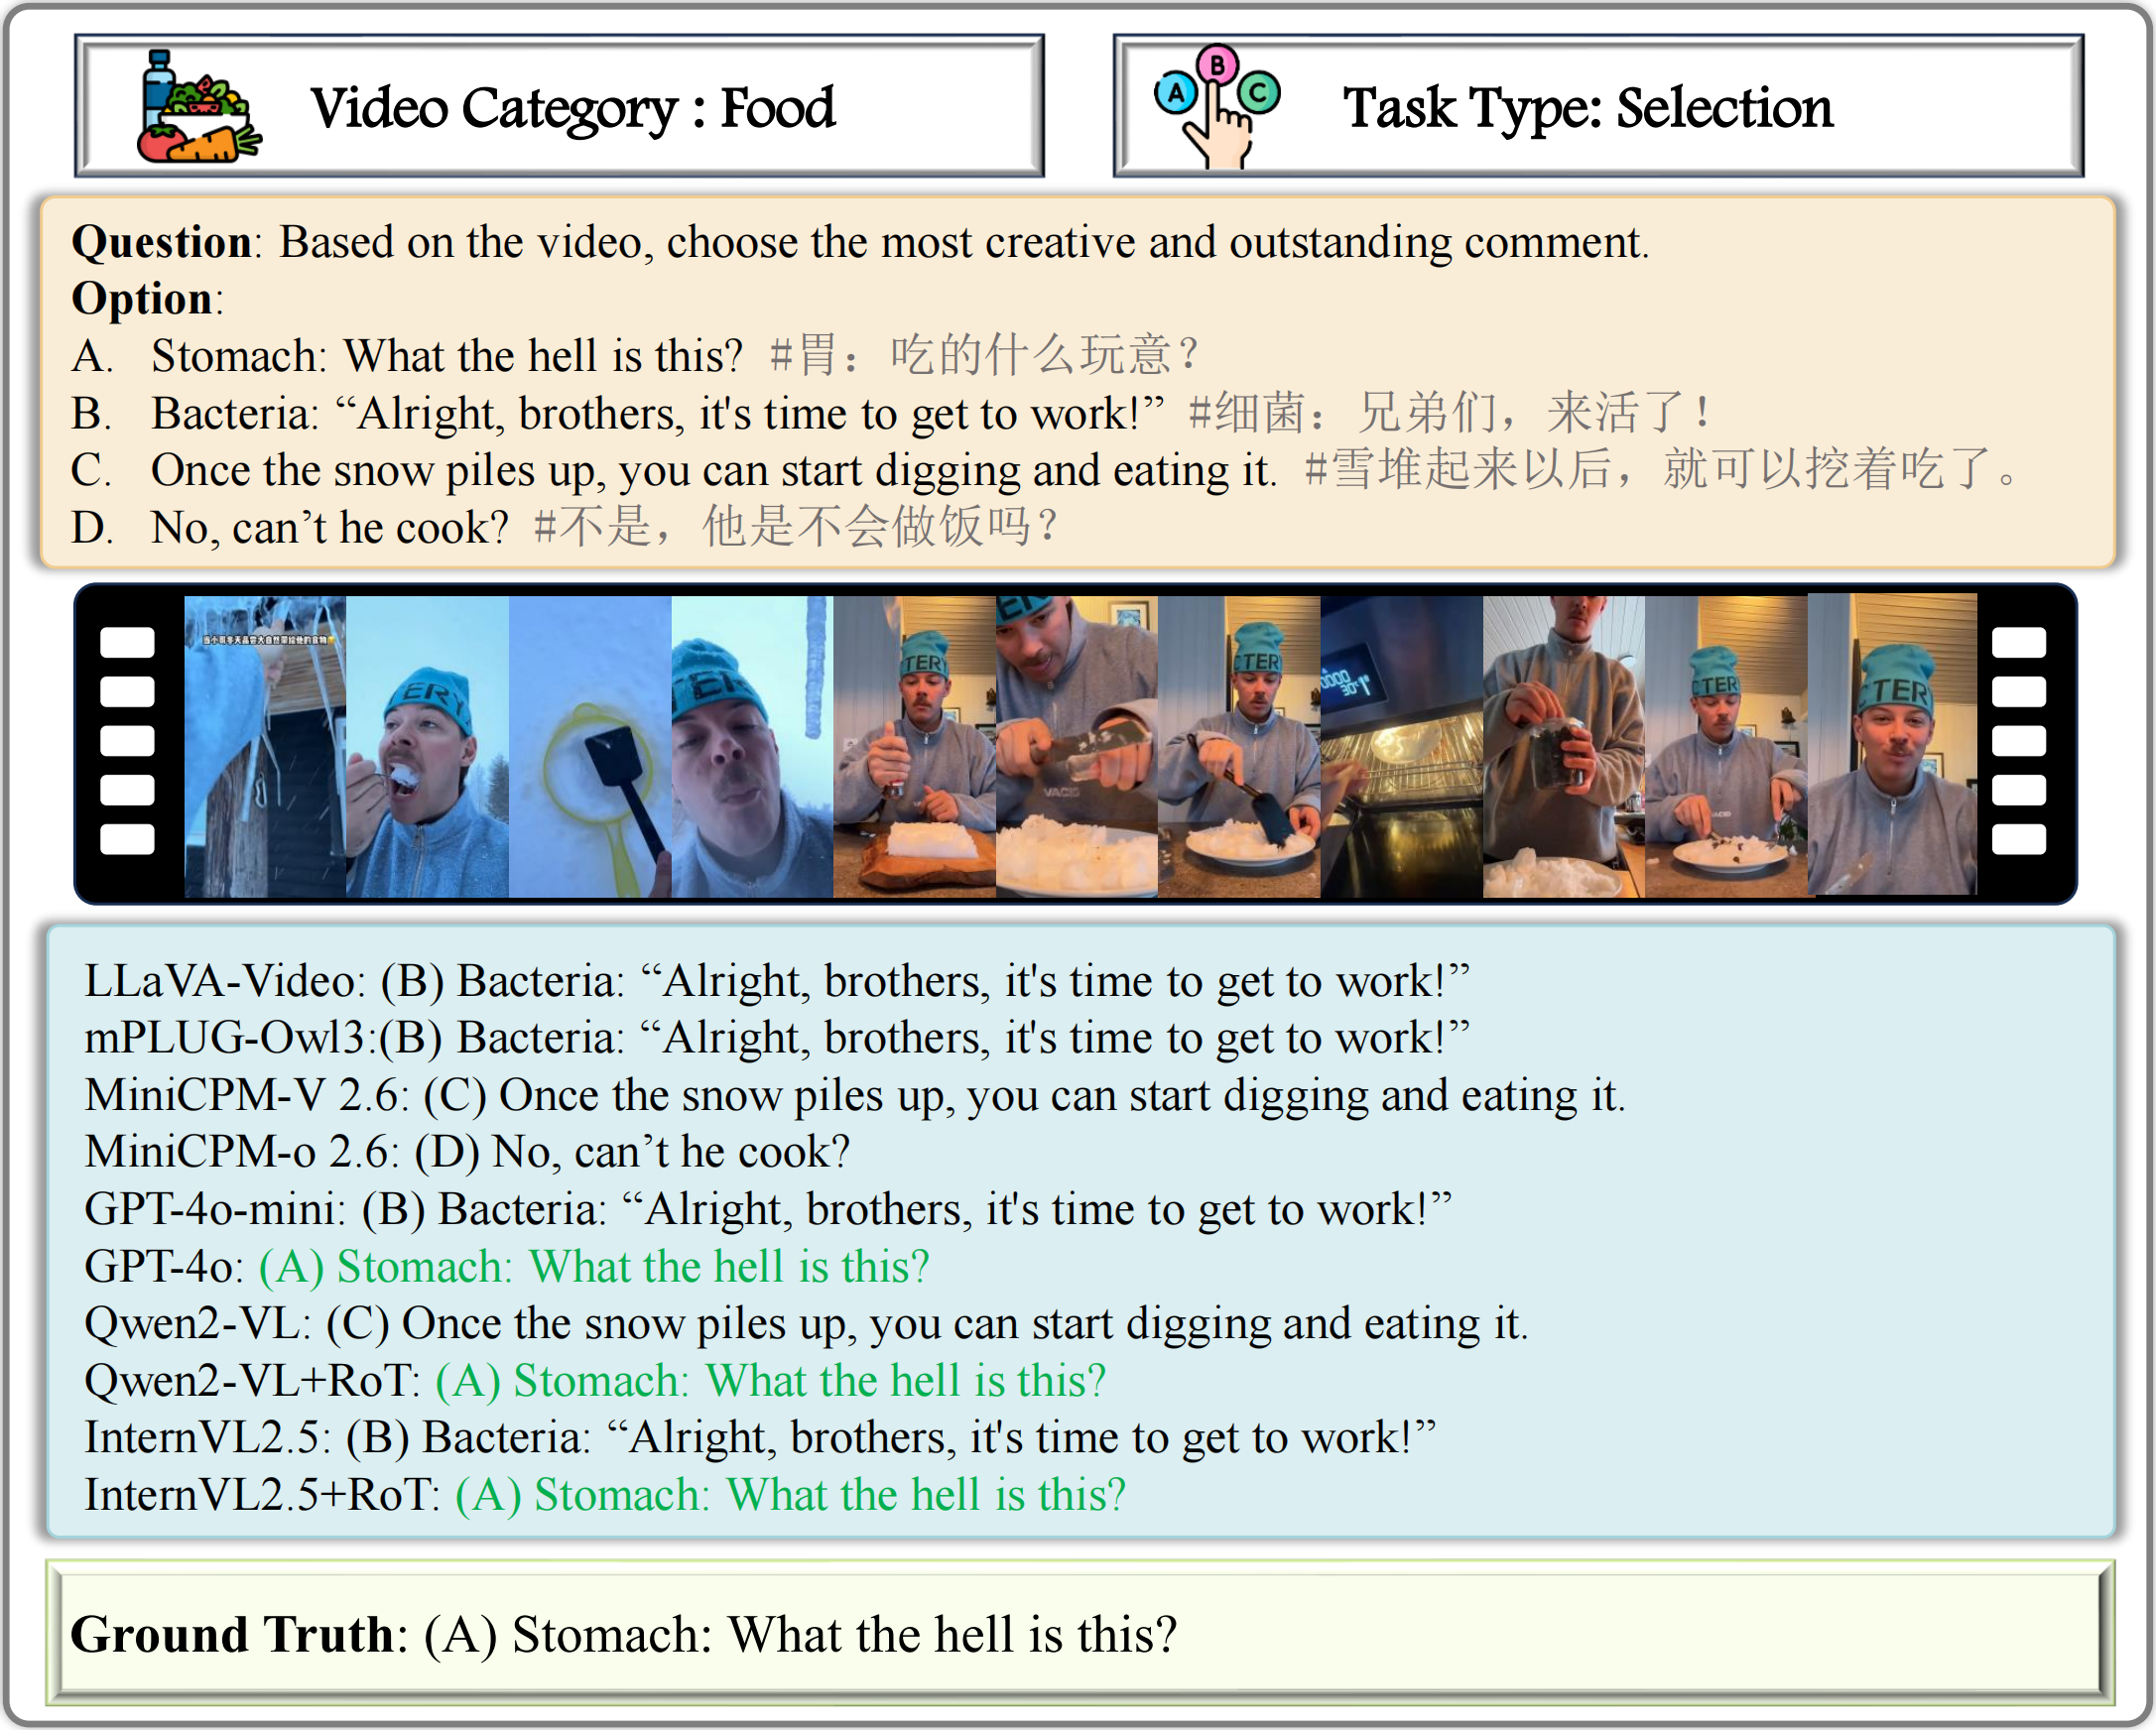 Video Category : Food
A B C
Task Type: Selection
Question: Based on the video, choose the most creative and outstanding comment.
Option:
A. Stomach: What the hell is this? #胃：吃的什么玩意？
B. Bacteria: “Alright, brothers, it's time to get to work!” #细菌：兄弟们，来活了！
C. Once the snow piles up, you can start digging and eating it. #雪堆起来以后，就可以挖着吃了。
D. No, can’t he cook? #不是，他是不会做饭吗？
ERY
TERY
CTER
VACID
CTER
TER
LLaVA-Video: (B) Bacteria: “Alright, brothers, it's time to get to work!”
mPLUG-Owl3:(B) Bacteria: “Alright, brothers, it's time to get to work!”
MiniCPM-V 2.6: (C) Once the snow piles up, you can start digging and eating it.
MiniCPM-o 2.6: (D) No, can’t he cook?
GPT-4o-mini: (B) Bacteria: “Alright, brothers, it's time to get to work!”
GPT-4o: (A) Stomach: What the hell is this?
Qwen2-VL: (C) Once the snow piles up, you can start digging and eating it.
Qwen2-VL+RoT: (A) Stomach: What the hell is this?
InternVL2.5: (B) Bacteria: “Alright, brothers, it's time to get to work!”
InternVL2.5+RoT: (A) Stomach: What the hell is this?
Ground Truth: (A) Stomach: What the hell is this?